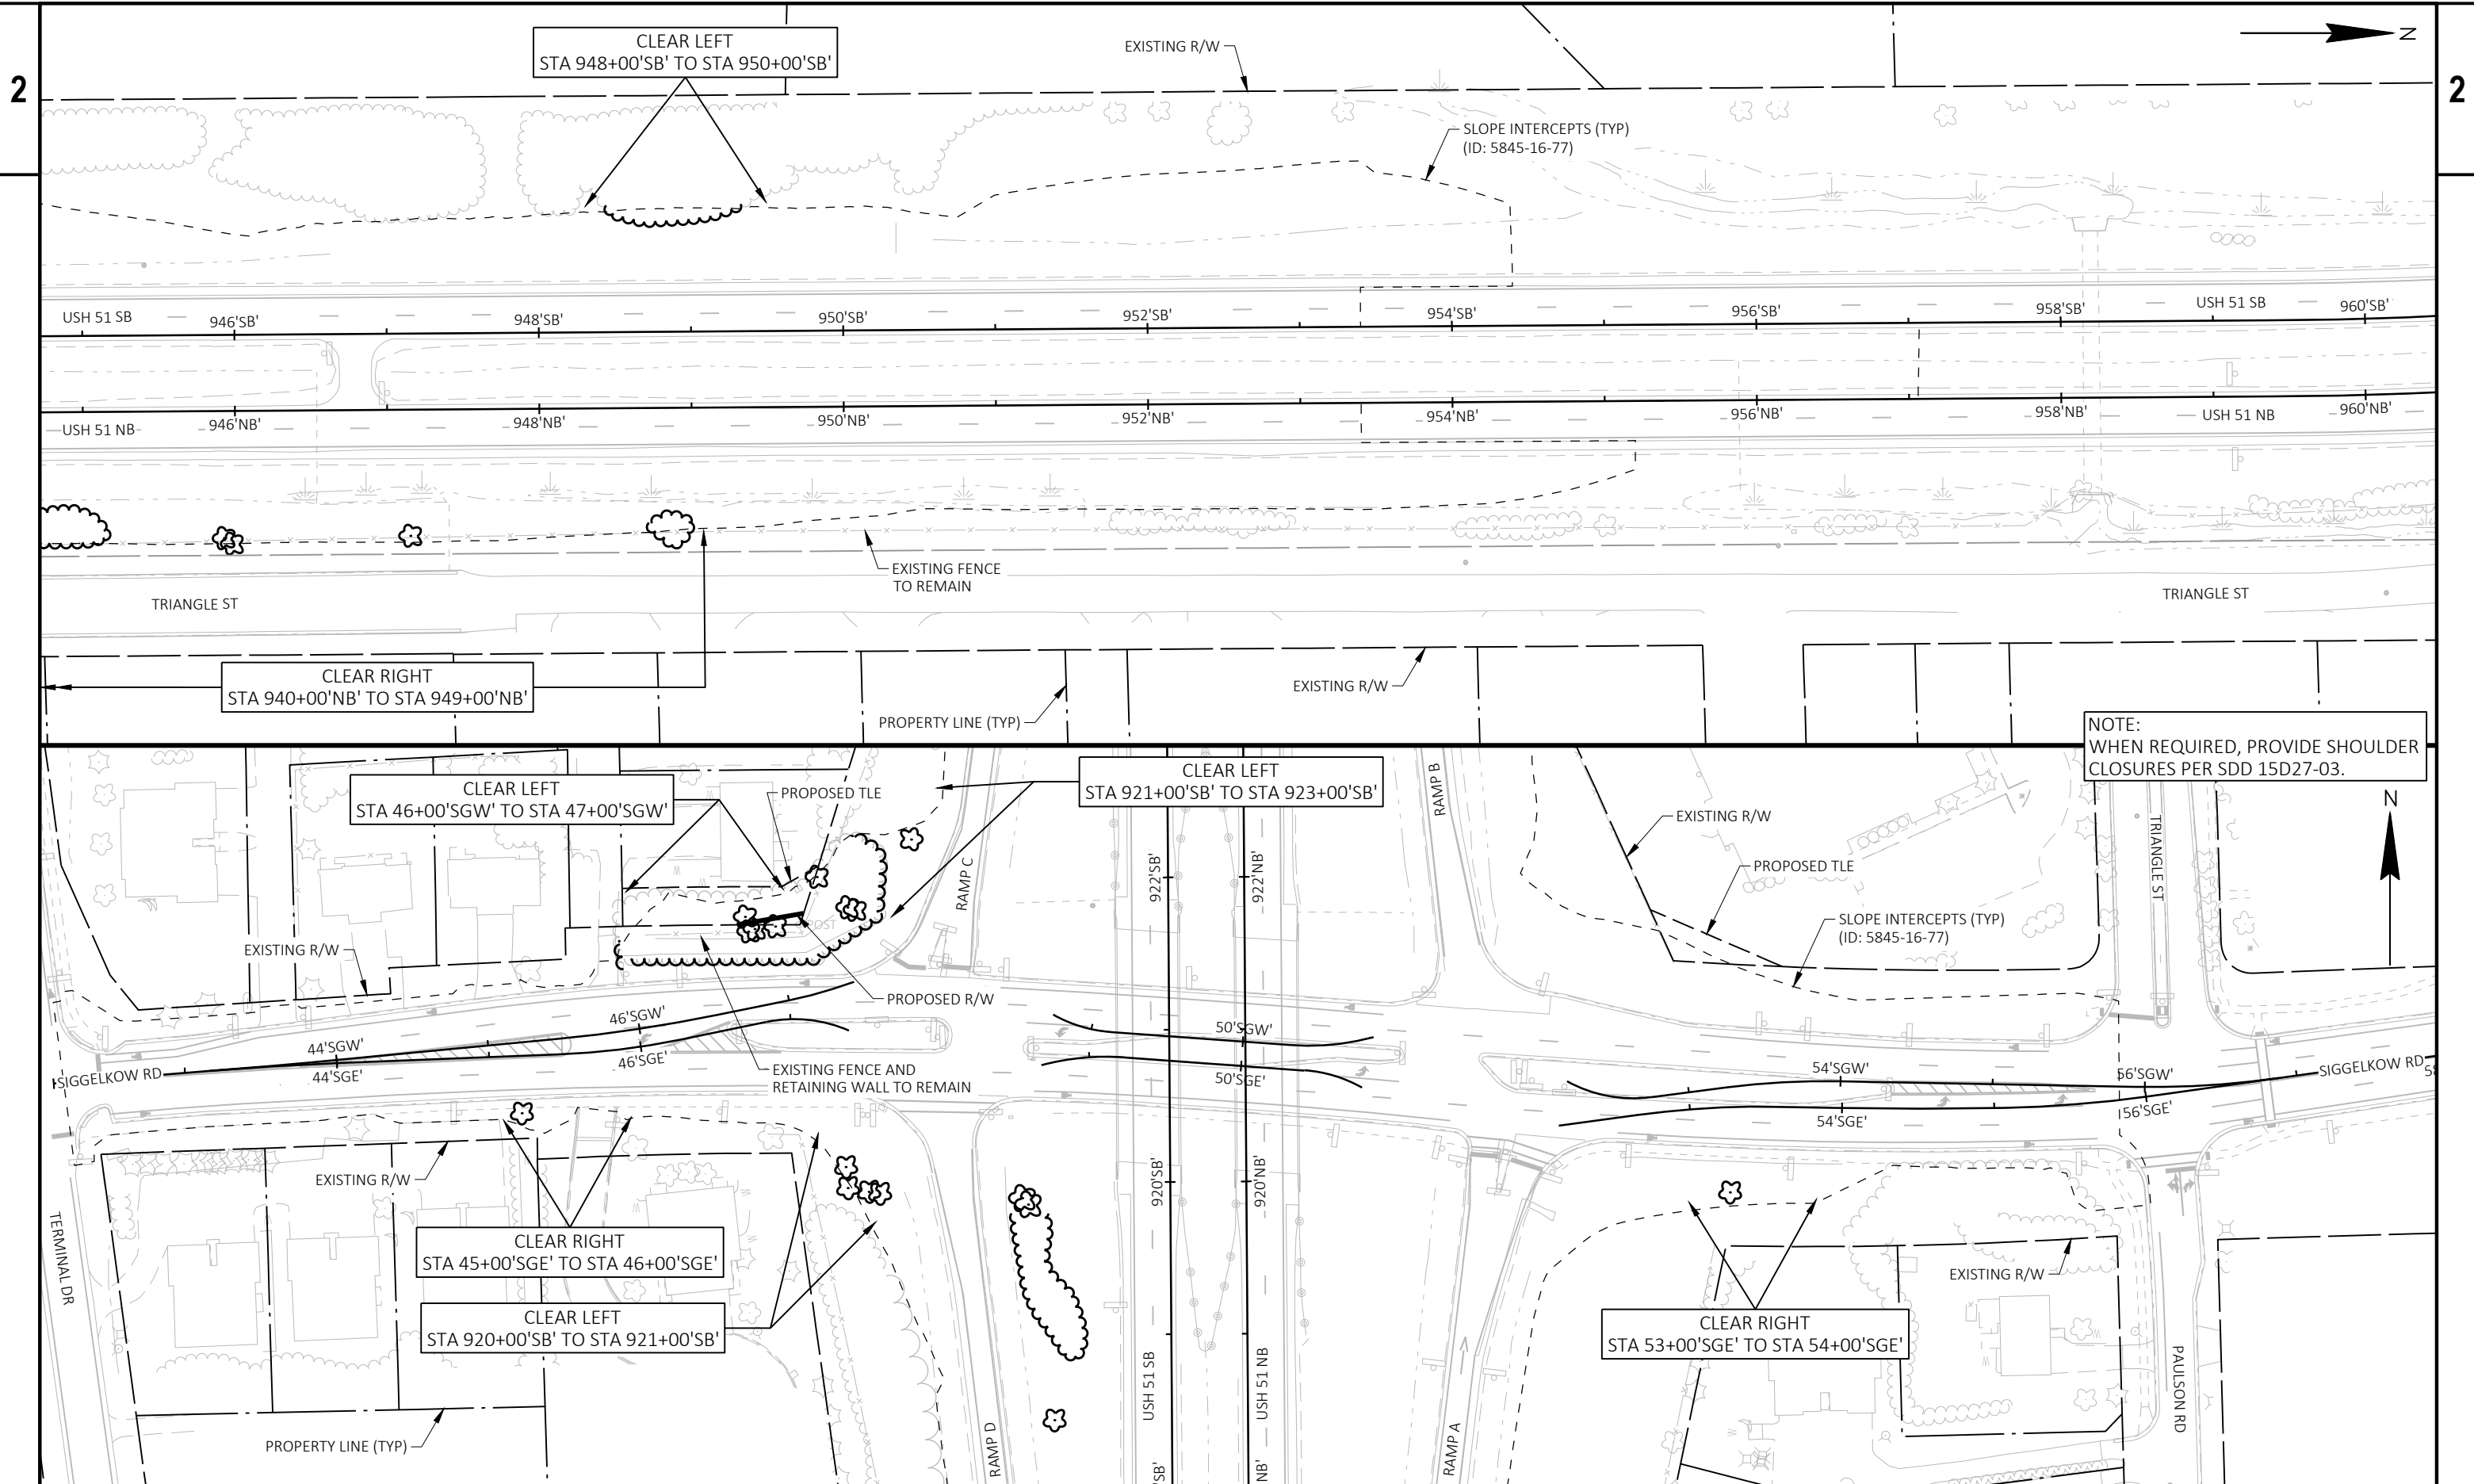 2
2
CLEAR LEFT
STA 948+00'SB' TO STA 950+00'SB'
EXISTING R/W
N
SLOPE INTERCEPTS (TYP)
(ID: 5845-16-77)
USH 51 SB
946'SB'
948'SB'
950'SB'
952'SB'
954'SB'
956'SB'
958'SB'
USH 51 SB
960'SB'
USH 51 NB
946'NB'
948'NB'
950'NB'
952'NB'
954'NB'
956'NB'
958'NB'
USH 51 NB
960'NB'
EXISTING FENCE
TO REMAIN
TRIANGLE ST
TRIANGLE ST
CLEAR RIGHT
STA 940+00'NB' TO STA 949+00'NB'
PROPERTY LINE (TYP)
EXISTING R/W
NOTE:
WHEN REQUIRED, PROVIDE SHOULDER
CLOSURES PER SDD 15D27-03.
CLEAR LEFT
STA 46+00'SGW' TO STA 47+00'SGW'
PROPOSED TLE
CLEAR LEFT
STA 921+00'SB' TO STA 923+00'SB'
RAMP B
N
EXISTING R/W
PROPOSED TLE
TRIANGLE ST
RAMP C
922'SB'
922'NB'
SLOPE INTERCEPTS (TYP)
(ID: 5845-16-77)
POST
EXISTING R/W
PROPOSED R/W
46'SGW'
50'SGW'
44'SGW'
46'SGE'
SIGGELKOW RD
44'SGE'
EXISTING FENCE AND
RETAINING WALL TO REMAIN
50'SGE'
54'SGW'
56'SGW'
SIGGELKOW RD
54'SGE'
56'SGE'
EXISTING R/W
920'SB'
920'NB'
TERMINAL DR
CLEAR RIGHT
STA 45+00'SGE' TO STA 46+00'SGE'
EXISTING R/W
CLEAR LEFT
STA 920+00'SB' TO STA 921+00'SB'
CLEAR RIGHT
STA 53+00'SGE' TO STA 54+00'SGE'
USH 51 SB
USH 51 NB
PAULSON RD
PROPERTY LINE (TYP)
RAMP D
RAMP A
SB'
NB'